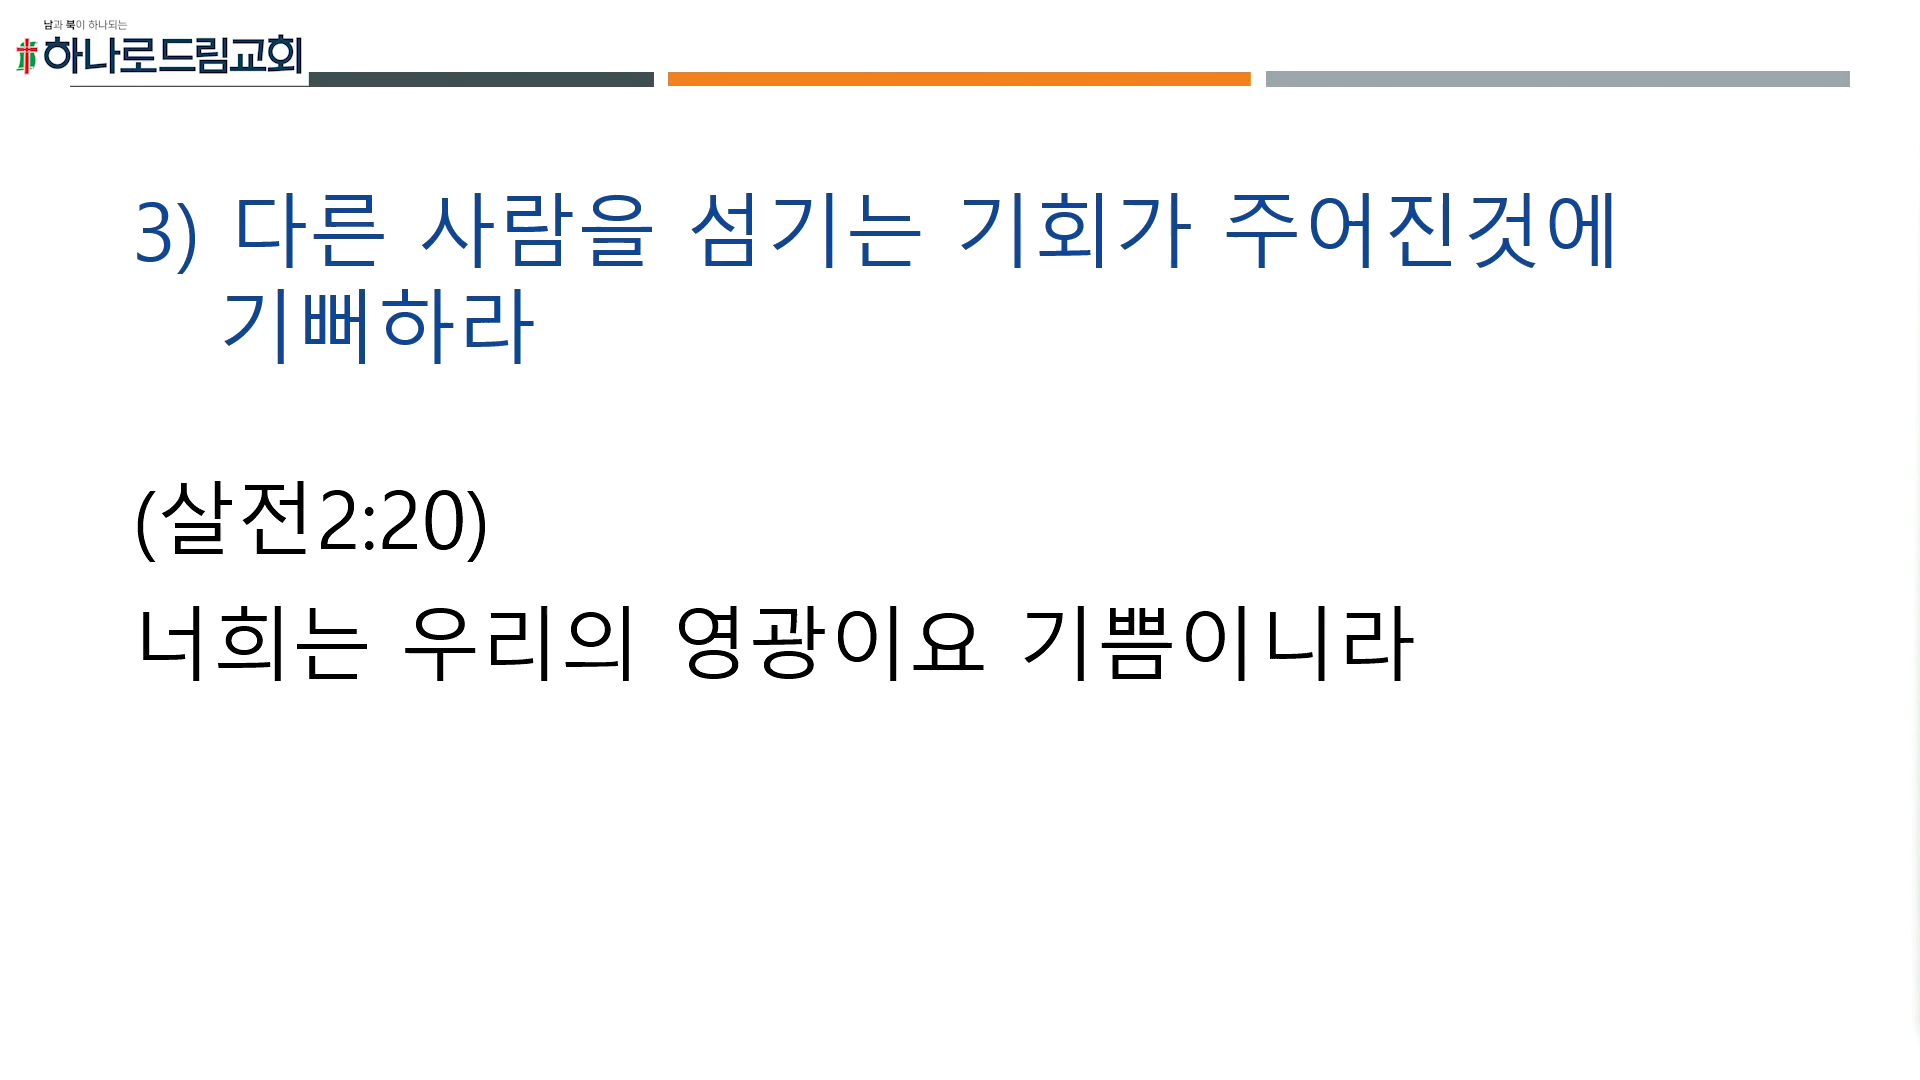 남과 북이 하나되는
하나로드림교회
3) 다른 사람을 섬기는 기회가 주어진것에
기뻐하라
(살전2:20)
너희는 우리의 영광이요 기쁨이니라